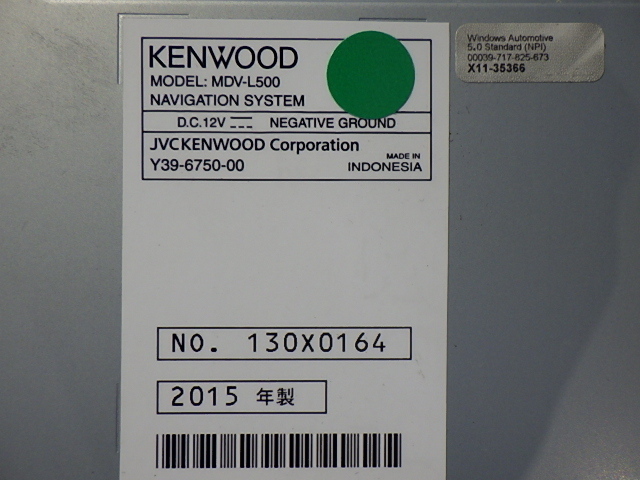 KENWOOD
MODEL: MDV-L500
NAVIGATION SYSTEM
D.C.12V ⎓ NEGATIVE GROUND
JVCKENWOOD Corporation
Y39-6750-00
MADE IN
INDONESIA
NO. 130X0164
2015 年製
Windows Automotive
5.0 Standard (NPI)
00039-717-825-673
X11-35366